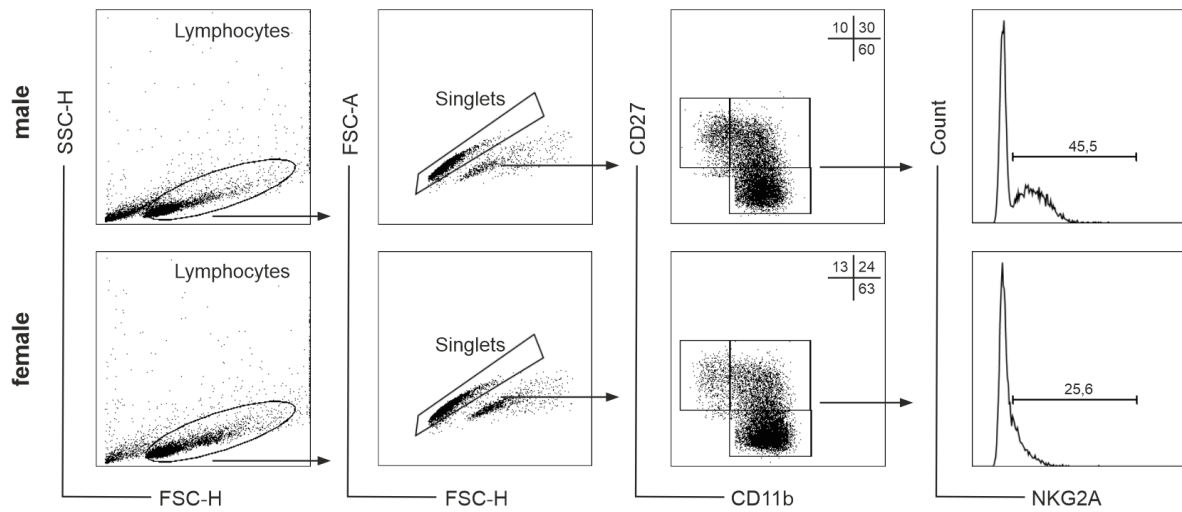 male
SSC-H
Lymphocytes
FSC-A
Singlets
CD27
10 30
60
Count
45,5
female
Lymphocytes
Singlets
13 24
63
25,6
FSC-H
FSC-H
CD11b
NKG2A